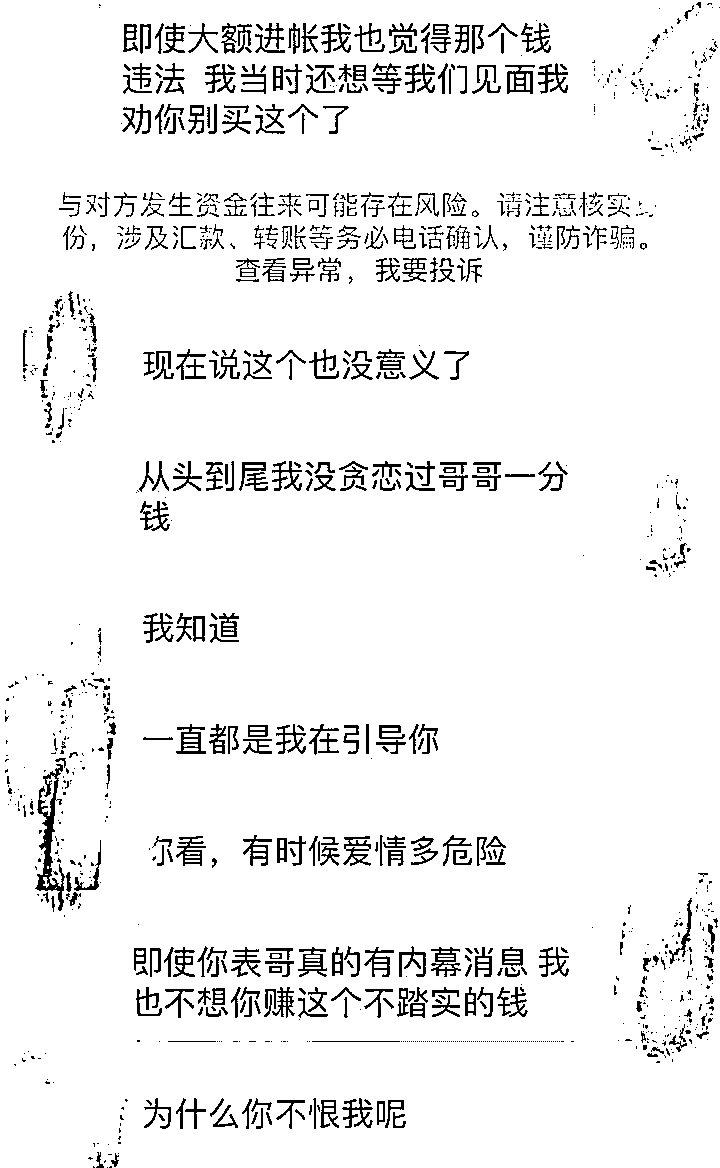 即使大额进帐我也觉得那个钱
违法 我当时还想等我们见面我
劝你别买这个了
与对方发生资金往来可能存在风险。请注意核实身
份，涉及汇款、转账等务必电话确认，谨防诈骗。
查看异常，我要投诉
现在说这个也没意义了
从头到尾我没贪恋过哥哥一分
钱
我知道
一直都是我在引导你
你看，有时候爱情多危险
即使你表哥真的有内幕消息 我
也不想你赚这个不踏实的钱
为什么你不恨我呢